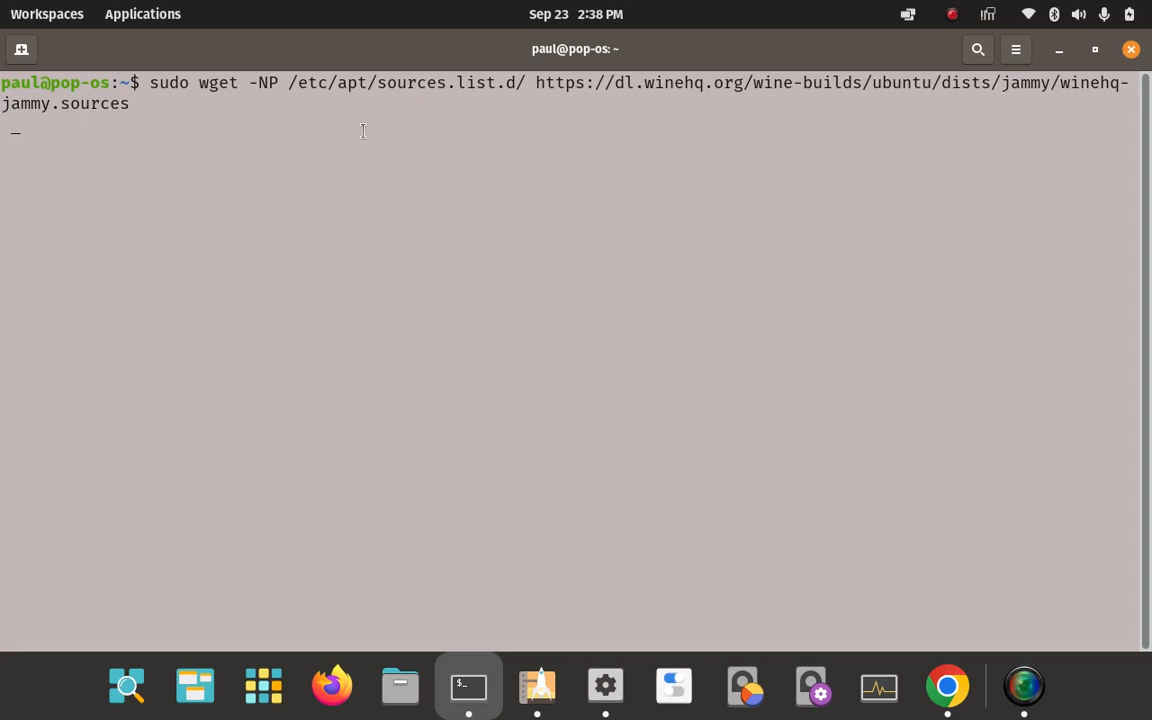 Workspaces Applications Sep 23 2:38 PM
paul@pop-os: ~
paul@pop-os:~$ sudo wget -NP /etc/apt/sources.list.d/ https://dl.winehq.org/wine-builds/ubuntu/dists/jammy/winehq-
jammy.sources
$_